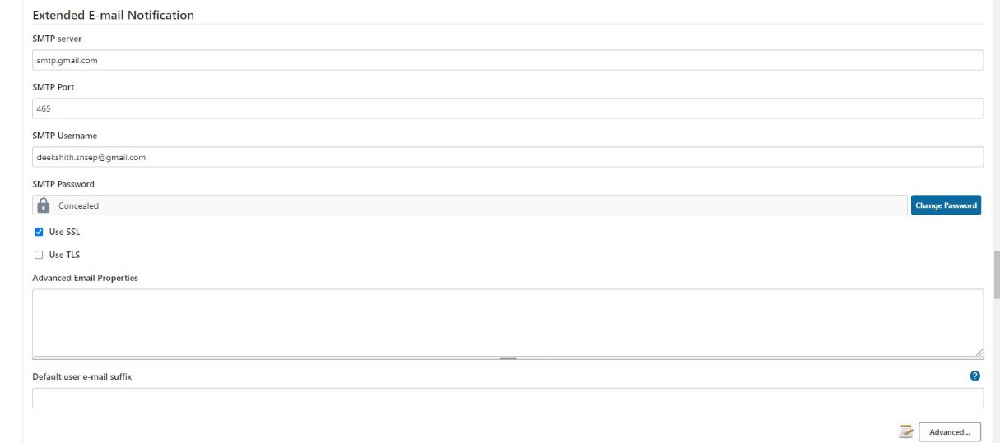 Extended E-mail Notification
SMTP server
smtp.gmail.com
SMTP Port
465
SMTP Username
deekshith.snsep@gmail.com
SMTP Password
Concealed
Change Password
Use SSL
Use TLS
Advanced Email Properties
Default user e-mail suffix
?
Advanced...